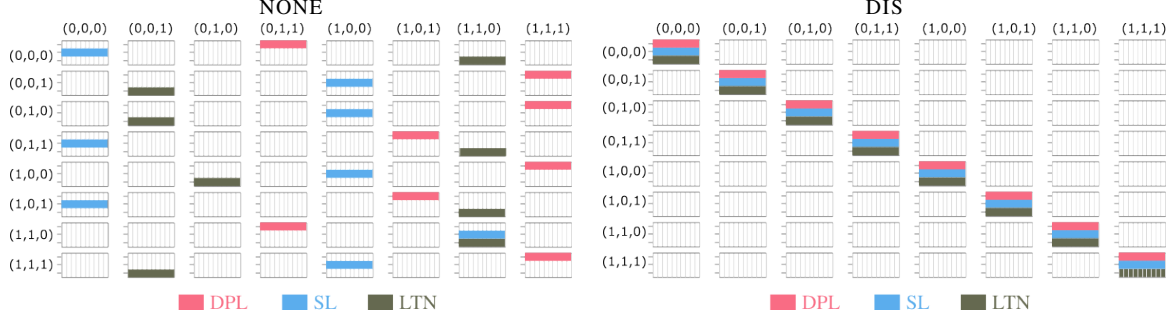 NONE DIS
(0,0,0) (0,0,1) (0,1,0) (0,1,1) (1,0,0) (1,0,1) (1,1,0) (1,1,1) (0,0,0) (0,0,1) (0,1,0) (0,1,1) (1,0,0) (1,0,1) (1,1,0) (1,1,1)
(0,0,0) (0,0,0)
(0,0,1) (0,0,1)
(0,1,0) (0,1,0)
(0,1,1) (0,1,1)
(1,0,0) (1,0,0)
(1,0,1) (1,0,1)
(1,1,0) (1,1,0)
(1,1,1) (1,1,1)
DPL SL LTN DPL SL LTN